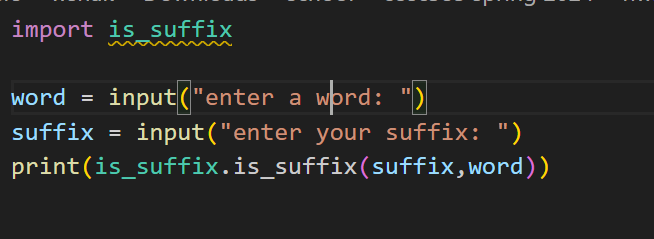 import is_suffix
word = input("enter a word: ")
suffix = input("enter your suffix: ")
print(is_suffix.is_suffix(suffix,word))